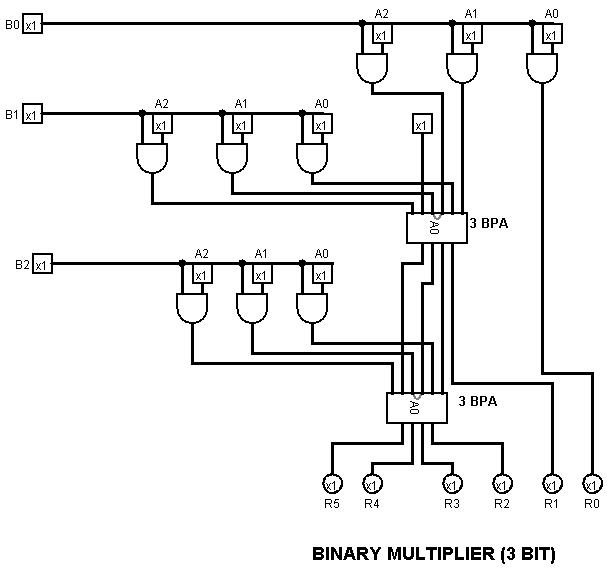 A2 A1 A0
B0 x1 x1 x1 x1
A2 A1 A0
B1 x1 x1 x1 x1 x1
A0 3 BPA
A2 A1 A0
B2 x1 x1 x1 x1
A0 3 BPA
x1 x1 x1 x1 x1 x1
R5 R4 R3 R2 R1 R0
BINARY MULTIPLIER (3 BIT)